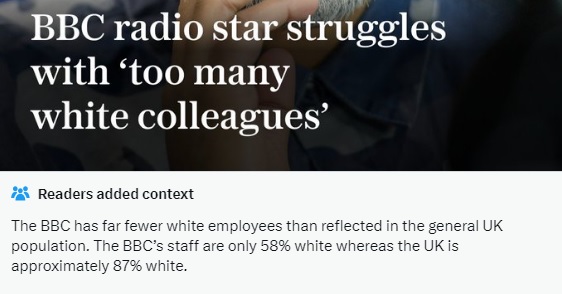 BBC radio star struggles
with ‘too many
white colleagues’
Readers added context
The BBC has far fewer white employees than reflected in the general UK
population. The BBC’s staff are only 58% white whereas the UK is
approximately 87% white.